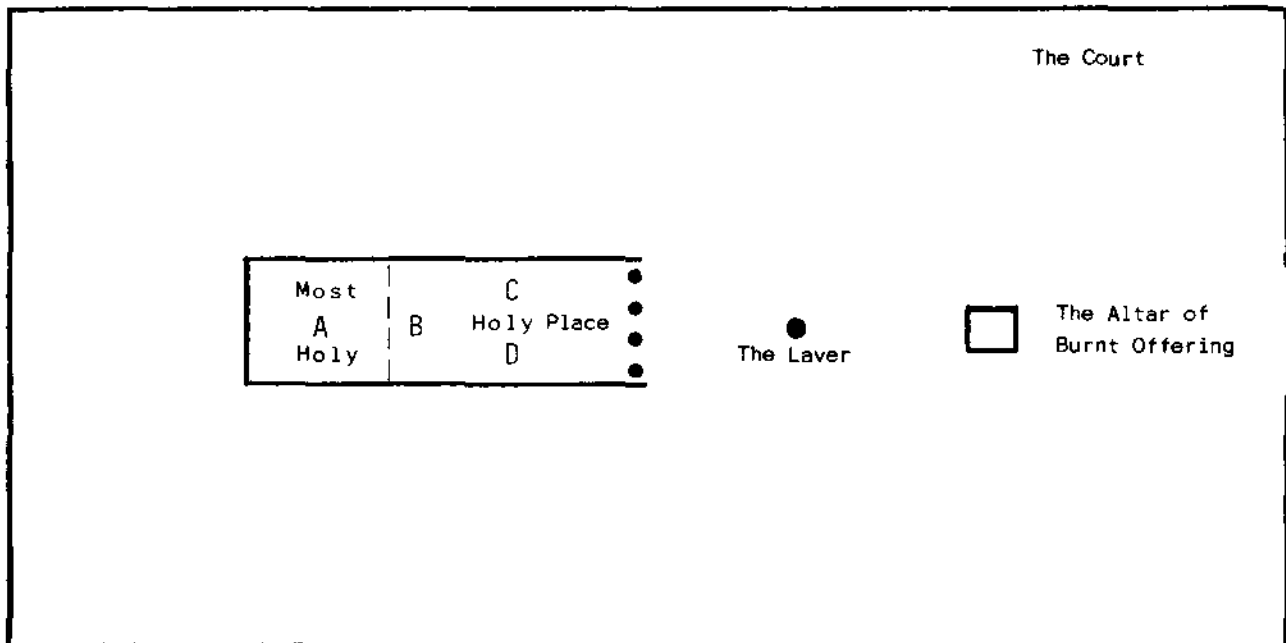 The Court
Most
A
Holy
B
C
Holy Place
D
The Laver
The Altar of
Burnt Offering